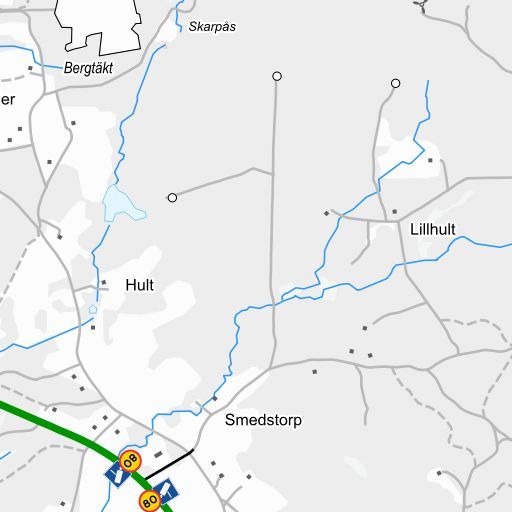 Skarpås
Bergtäkt
er
Lillhult
Hult
Smedstorp
80
80